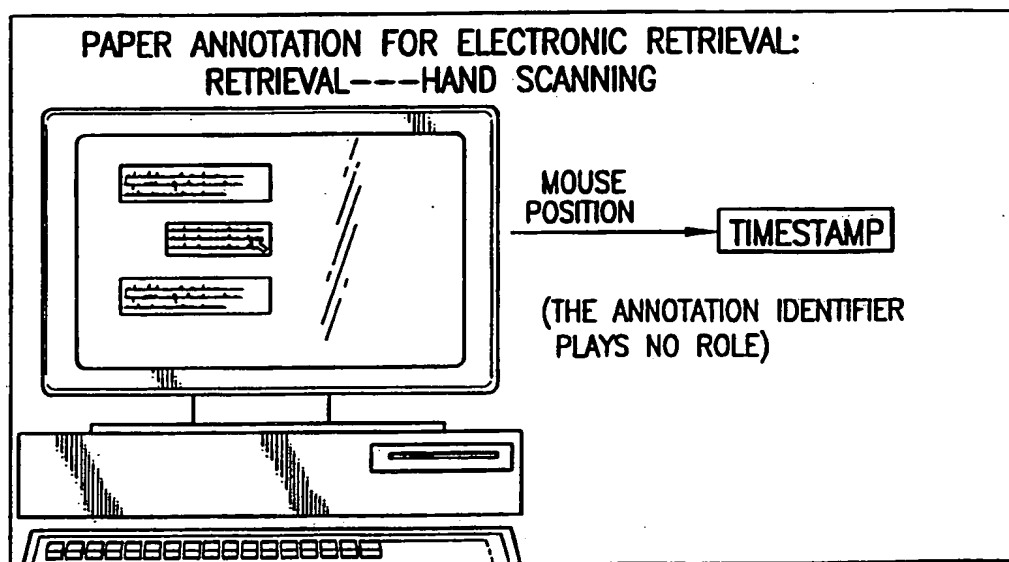 PAPER ANNOTATION FOR ELECTRONIC RETRIEVAL:
RETRIEVAL---HAND SCANNING
MOUSE
POSITION
TIMESTAMP
(THE ANNOTATION IDENTIFIER
PLAYS NO ROLE)